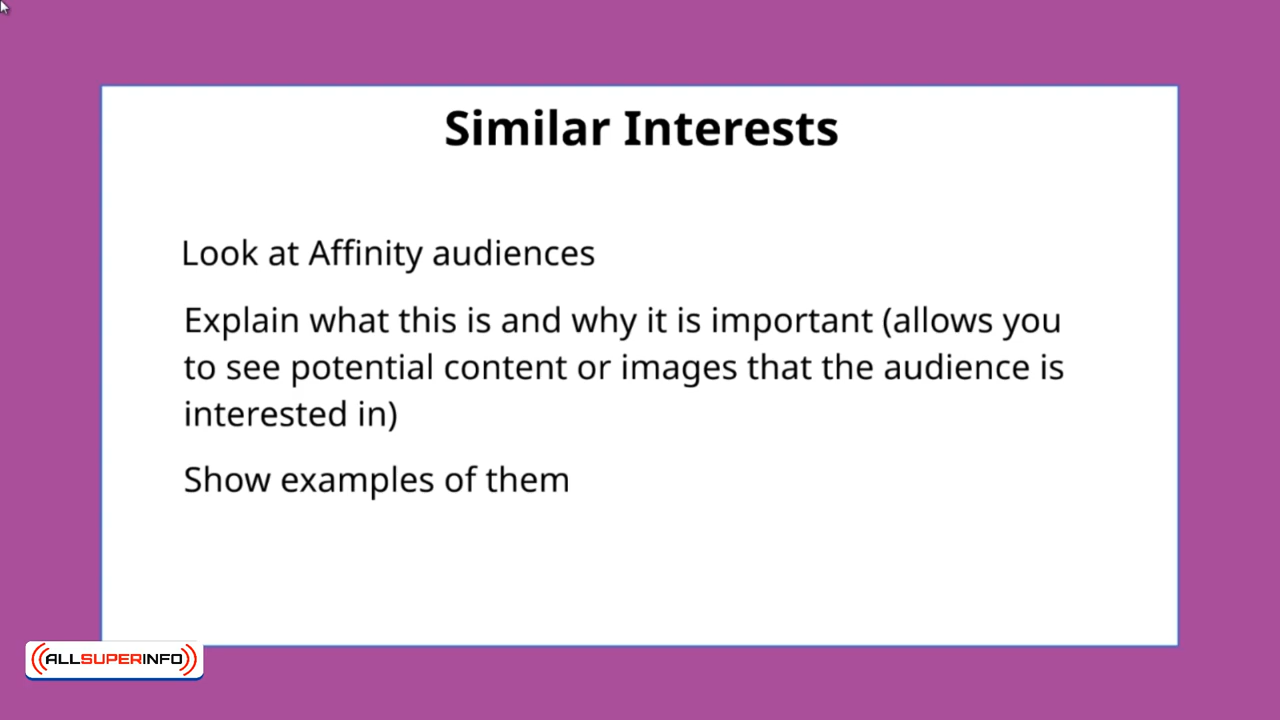 Similar Interests
Look at Affinity audiences
Explain what this is and why it is important (allows you
to see potential content or images that the audience is
interested in)
Show examples of them
ALLSUPERINFO